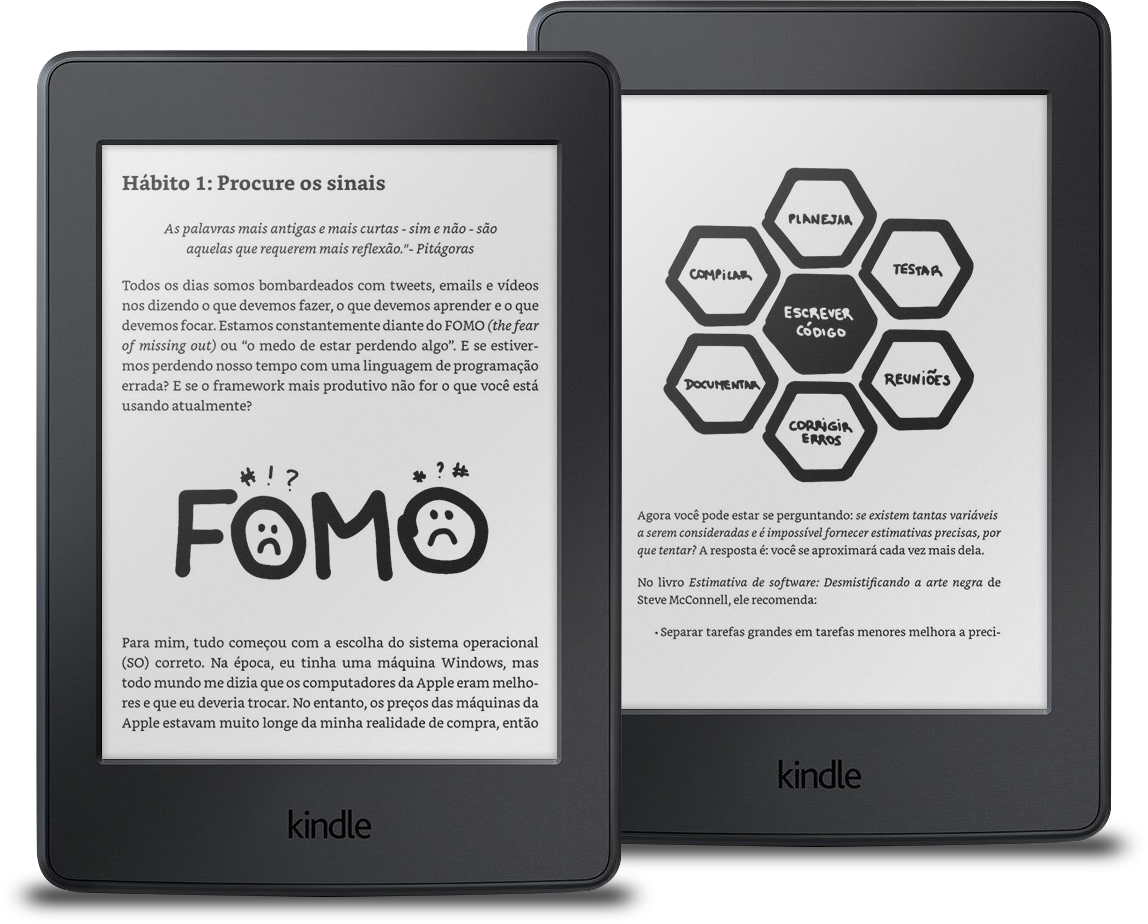 Hábito 1: Procure os sinais
As palavras mais antigas e mais curtas - sim e não - são
aquelas que requerem mais reflexão."- Pitágoras
Todos os dias somos bombardeados com tweets, emails e vídeos
nos dizendo o que devemos fazer, o que devemos aprender e o que
devemos focar. Estamos constantemente diante do FOMO (the fear
of missing out) ou “o medo de estar perdendo algo”. E se estiver-
mos perdendo nosso tempo com uma linguagem de programação
errada? E se o framework mais produtivo não for o que você está
usando atualmente?
*!? *?#
FOMO
Para mim, tudo começou com a escolha do sistema operacional
(SO) correto. Na época, eu tinha uma máquina Windows, mas
todo mundo me dizia que os computadores da Apple eram melho-
res e que eu deveria trocar. No entanto, os preços das máquinas da
Apple estavam muito longe da minha realidade de compra, então
kindle
PLANEJAR
COMPILAR
TESTAR
ESCREVER
CÓDIGO
DOCUMENTAR
REUNIÕES
CORRIGIR
ERROS
Agora você pode estar se perguntando: se existem tantas variáveis
a serem consideradas e é impossível fornecer estimativas precisas, por
que tentar? A resposta é: você se aproximará cada vez mais dela.
No livro Estimativa de software: Desmistificando a arte negra de
Steve McConnell, ele recomenda:
• Separar tarefas grandes em tarefas menores melhora a preci-
kindle